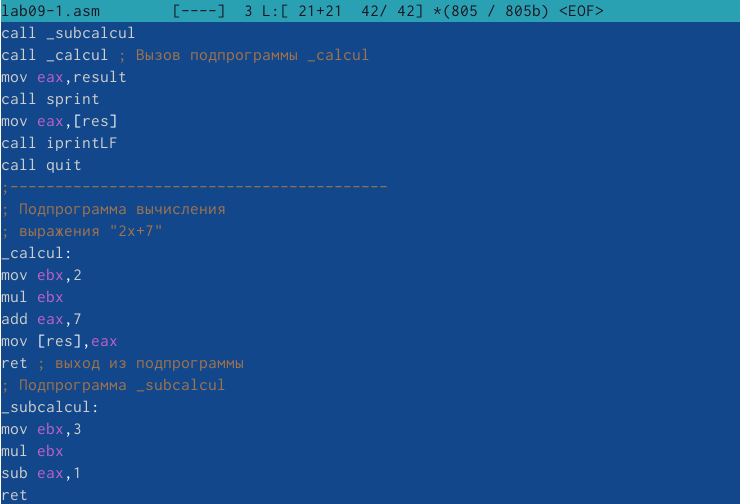 lab09-1.asm [----] 3 L:[ 21+21 42/ 42] *(805 / 805b) <EOF>
call _subcalcul
call _calcul ; Вызов подпрограммы _calcul
mov eax,result
call sprint
mov eax,[res]
call iprintLF
call quit
;------------------------------------------
; Подпрограмма вычисления
; выражения "2x+7"
_calcul:
mov ebx,2
mul ebx
add eax,7
mov [res],eax
ret ; выход из подпрограммы
; Подпрограмма _subcalcul
_subcalcul:
mov ebx,3
mul ebx
sub eax,1
ret